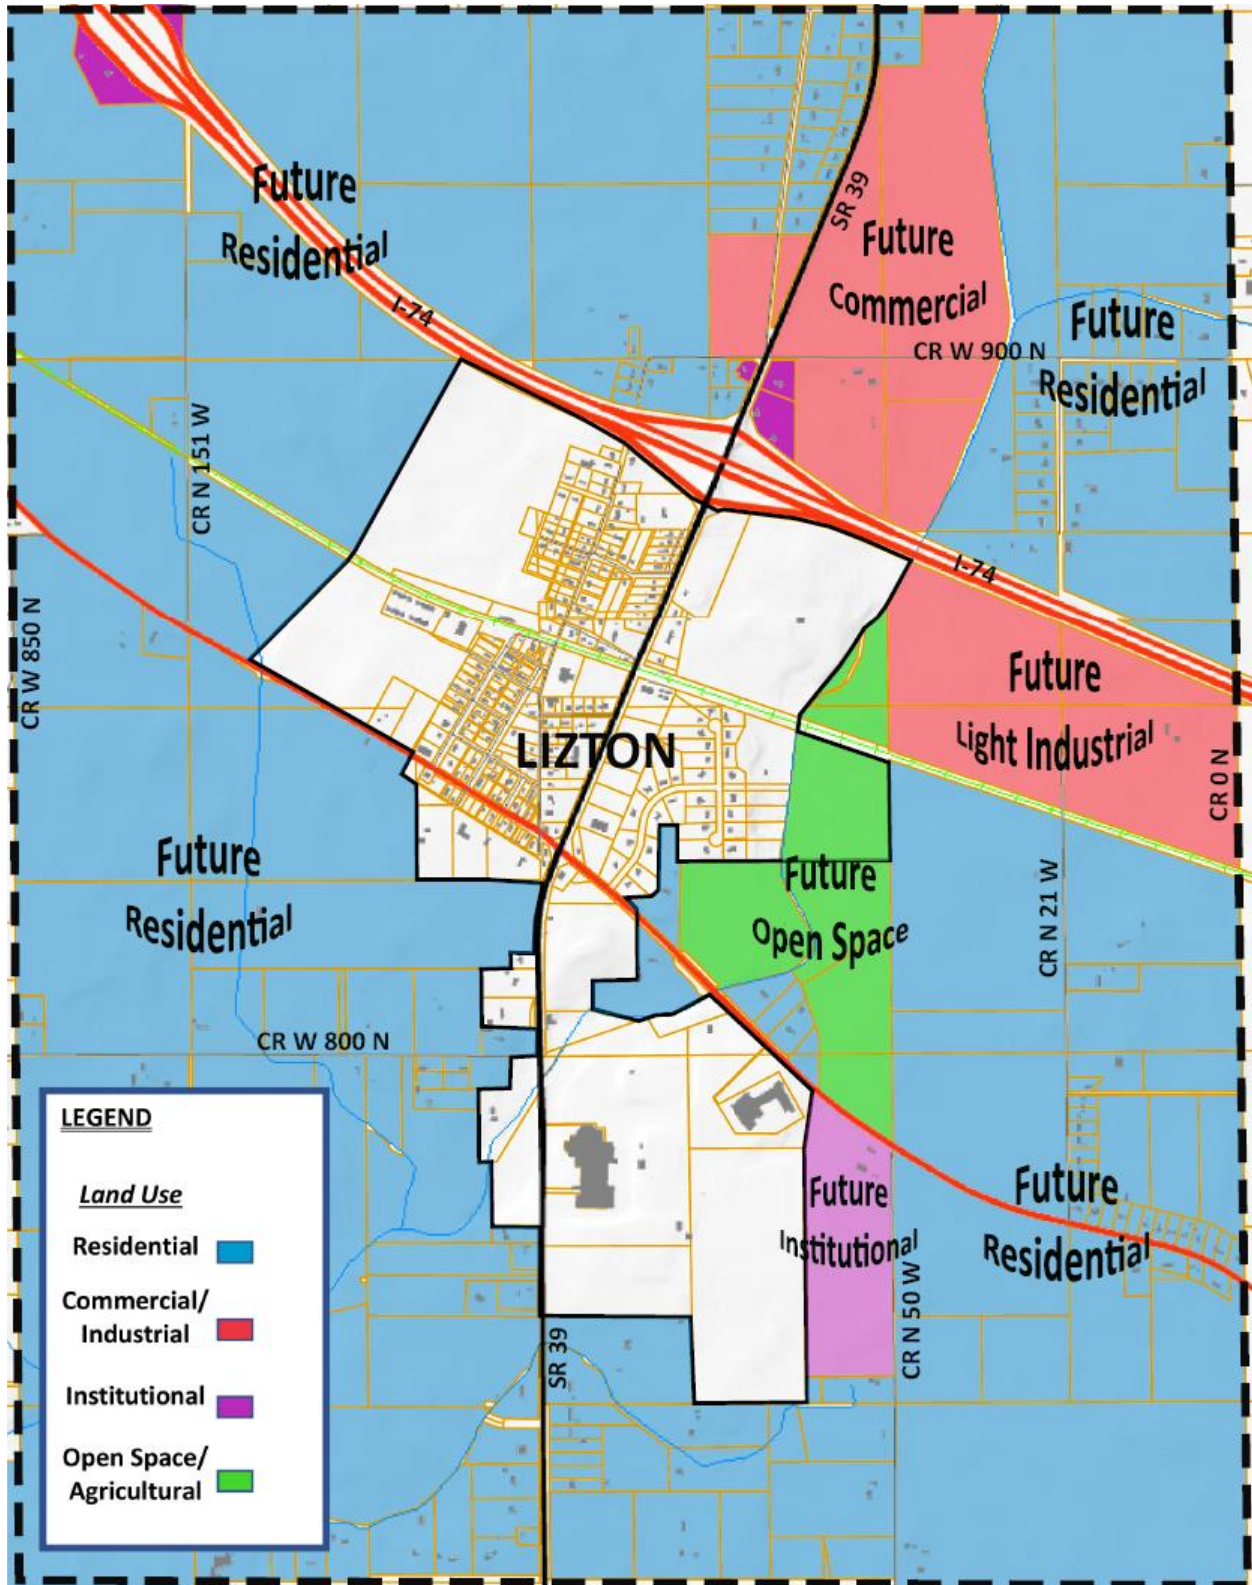 Future
Residential
I-74
SR 39
Future
Commercial
CR W 900 N
Future
Residential
CR N 151 W
I-74
CR W 850 N
Future
Light Industrial
LIZTON
CR 0 N
Future
Residential
Future
Open Space
CR N 21 W
CR W 800 N
LEGEND
Land Use
Residential
Commercial/
Industrial
Institutional
Open Space/
Agricultural
Future
Institutional
Future
Residential
CR N 50 W
SR 39